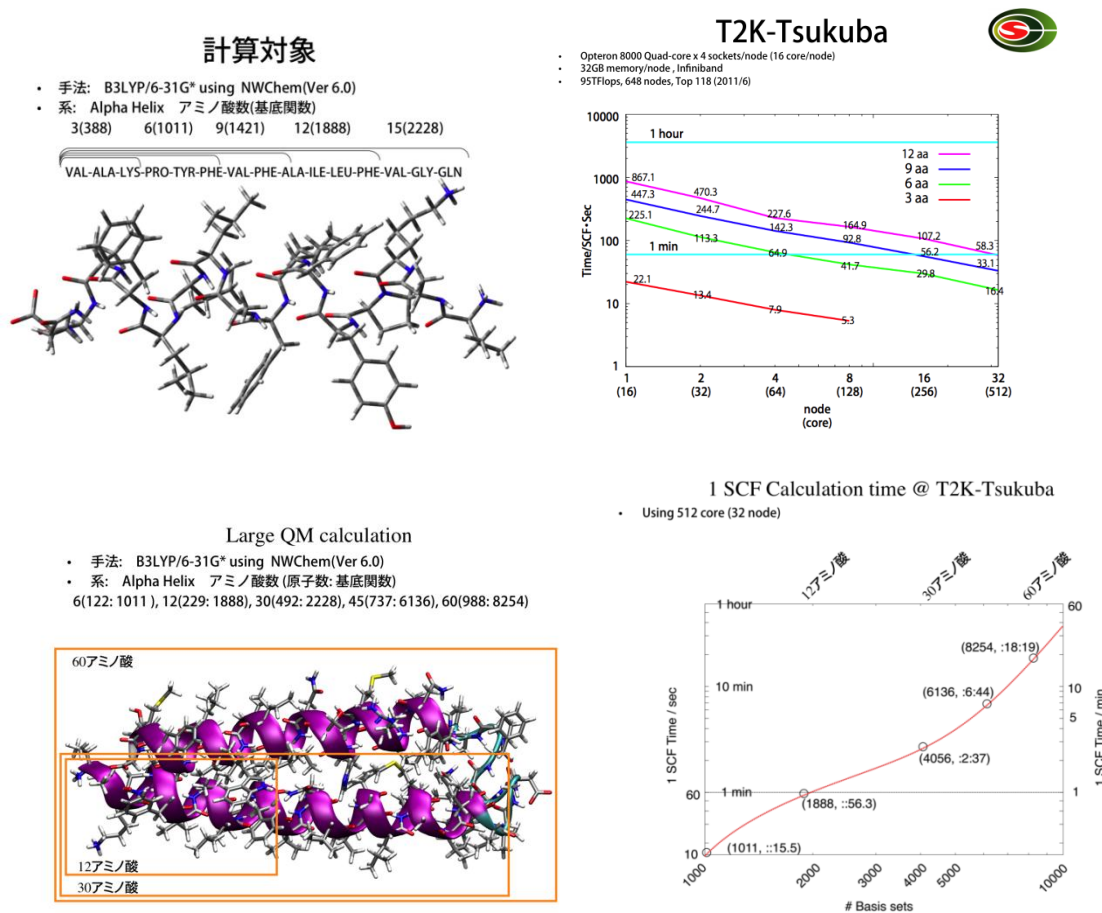 計算対象
• 手法: B3LYP/6-31G* using NWChem(Ver 6.0)
• 系: Alpha Helix アミノ酸数(基底関数)
3(388) 6(1011) 9(1421) 12(1888) 15(2228)
VAL-ALA-LYS-PRO-TYR-PHE-VAL-PHE-ALA-ILE-LEU-PHE-VAL-GLY-GLN
T2K-Tsukuba
• Opteron 8000 Quad-core x 4 sockets/node (16 core/node)
• 32GB memory/node , Infiniband
• 95TFlops, 648 nodes, Top 118 (2011/6)
SC
10000
1000
100
10
1
Time/SCF•Sec
1 hour
1 min
12 aa
9 aa
6 aa
3 aa
867.1 470.3 227.6 164.9 107.2 58.3
447.3 244.7 142.3 92.8 56.2 33.1
225.1 113.3 64.9 41.7 29.8 16.4
22.1 13.4 7.9 5.3
1 2 4 8 16 32
(16) (32) (64) (128) (256) (512)
node
(core)
Large QM calculation
• 手法: B3LYP/6-31G* using NWChem(Ver 6.0)
• 系: Alpha Helix アミノ酸数 (原子数: 基底関数)
6(122: 1011 ), 12(229: 1888), 30(492: 2228), 45(737: 6136), 60(988: 8254)
60アミノ酸
12アミノ酸
30アミノ酸
1 SCF Calculation time @ T2K-Tsukuba
• Using 512 core (32 node)
12アミノ酸 30アミノ酸 60アミノ酸
1 hour
10 min
1 min
60
10
1 SCF Time / sec
(8254, :18:19)
(6136, :6:44)
(4056, :2:37)
(1888, ::56.3)
(1011, ::15.5)
60
10
5
1
1 SCF Time / min
1000 2000 4000 5000 10000
# Basis sets